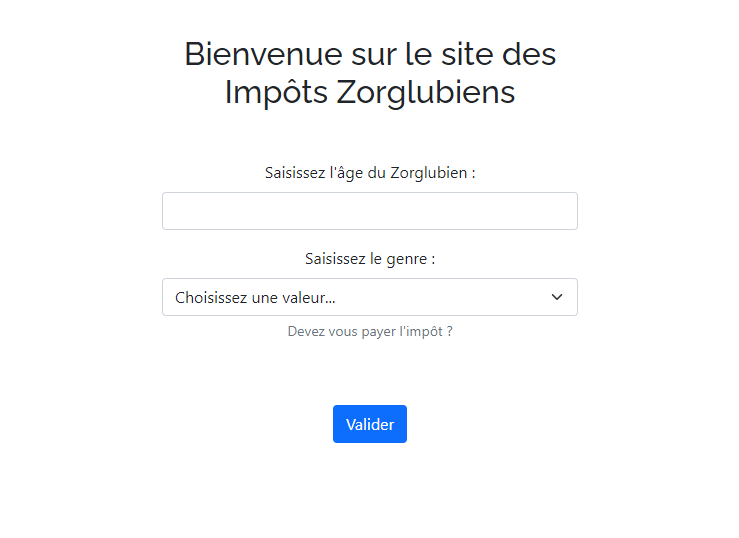 Bienvenue sur le site des
Impôts Zorglubiens
Saisissez l'âge du Zorglubien :
Saisissez le genre :
Choisissez une valeur...
Devez vous payer l'impôt ?
Valider